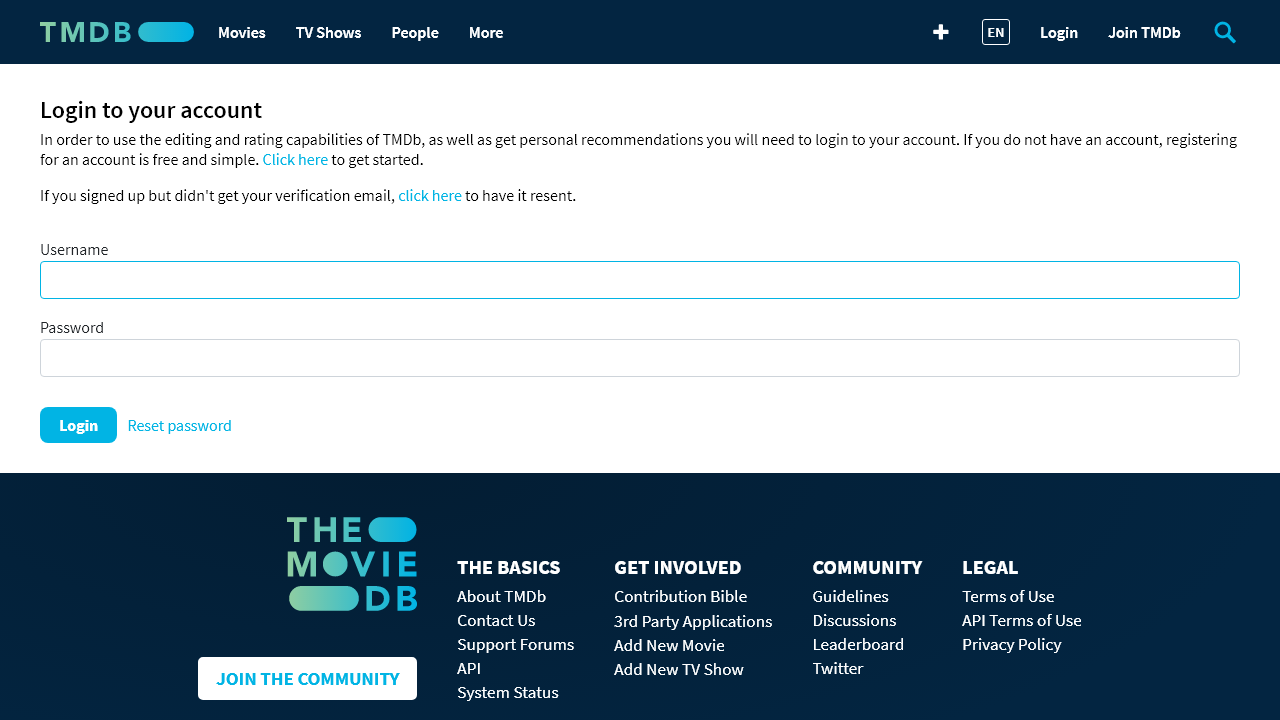 TMDB Movies TV Shows People More EN Login Join TMDb
Login to your account
In order to use the editing and rating capabilities of TMDb, as well as get personal recommendations you will need to login to your account. If you do not have an account, registering
for an account is free and simple. Click here to get started.
If you signed up but didn't get your verification email, click here to have it resent.
Username
Password
Login Reset password
THE
MOVIE
DB
JOIN THE COMMUNITY
THE BASICS
About TMDb
Contact Us
Support Forums
API
System Status
GET INVOLVED
Contribution Bible
3rd Party Applications
Add New Movie
Add New TV Show
COMMUNITY
Guidelines
Discussions
Leaderboard
Twitter
LEGAL
Terms of Use
API Terms of Use
Privacy Policy